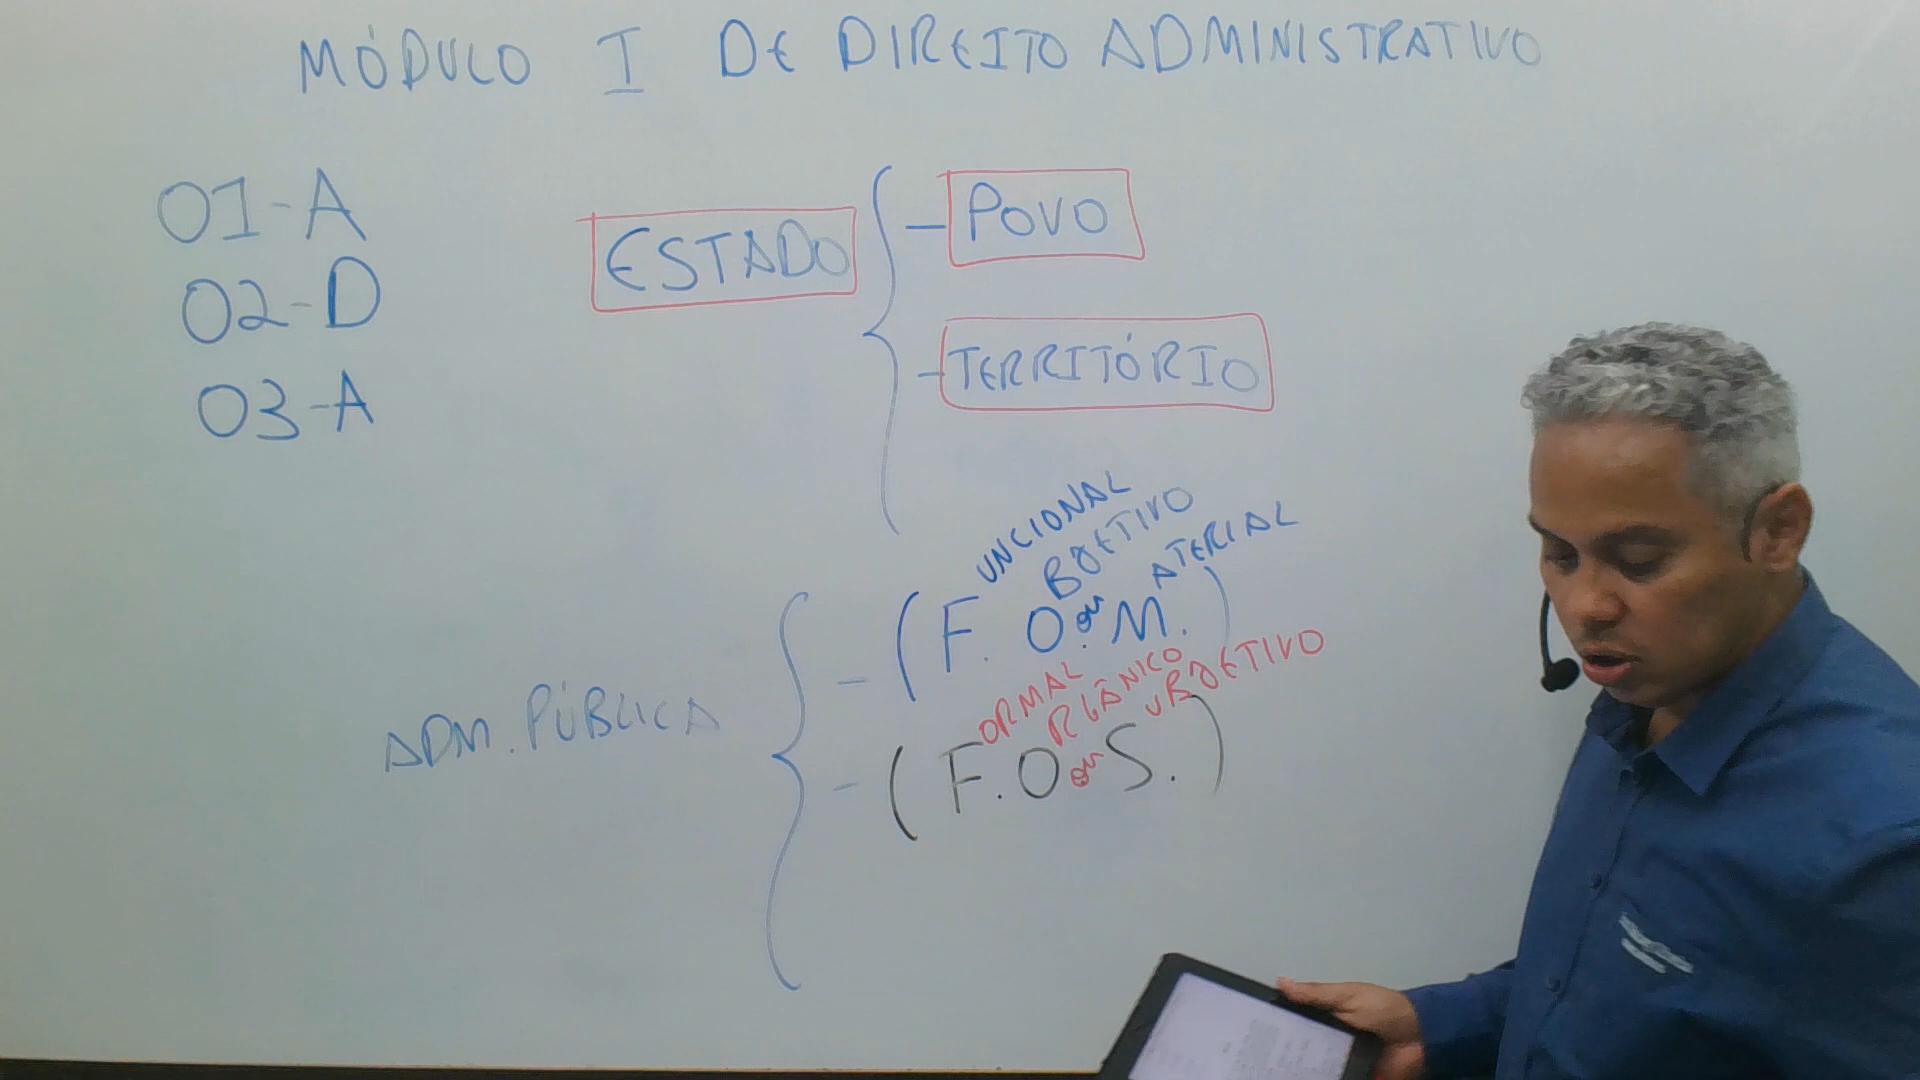 MÓDULO I DE DIREITO ADMINISTRATIVO
01-A
02-D
03-A
ESTADO
- POVO
- TERRITÓRIO
ADM. PÚBLICA
UNCIONAL
BJETIVO
ATERIAL
- (F. O. ou M.)
ORMAL
RGÂNICO
UBJETIVO
- (F. O ou S.)